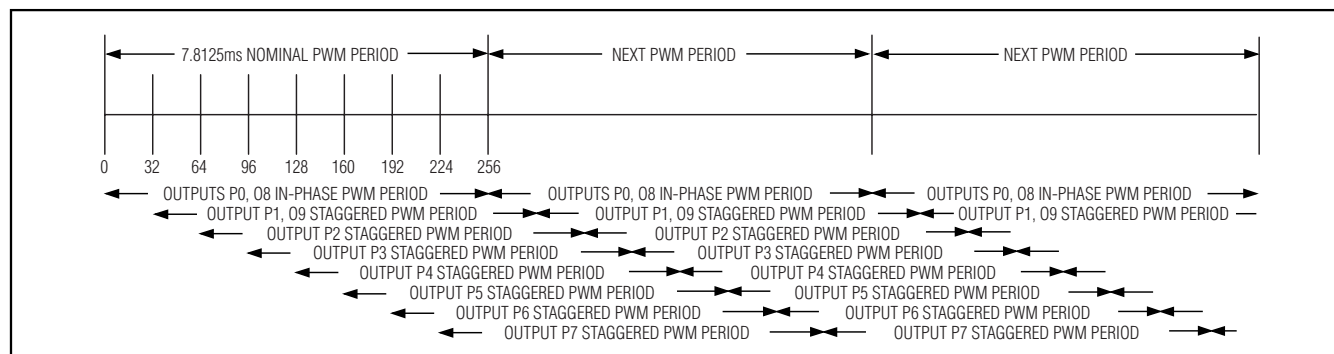 7.8125ms NOMINAL PWM PERIOD NEXT PWM PERIOD NEXT PWM PERIOD
0 32 64 96 128 160 192 224 256
OUTPUTS P0, O8 IN-PHASE PWM PERIOD OUTPUTS P0, O8 IN-PHASE PWM PERIOD OUTPUTS P0, O8 IN-PHASE PWM PERIOD
OUTPUT P1, O9 STAGGERED PWM PERIOD OUTPUT P1, O9 STAGGERED PWM PERIOD OUTPUT P1, O9 STAGGERED PWM PERIOD
OUTPUT P2 STAGGERED PWM PERIOD OUTPUT P2 STAGGERED PWM PERIOD
OUTPUT P3 STAGGERED PWM PERIOD OUTPUT P3 STAGGERED PWM PERIOD
OUTPUT P4 STAGGERED PWM PERIOD OUTPUT P4 STAGGERED PWM PERIOD
OUTPUT P5 STAGGERED PWM PERIOD OUTPUT P5 STAGGERED PWM PERIOD
OUTPUT P6 STAGGERED PWM PERIOD OUTPUT P6 STAGGERED PWM PERIOD
OUTPUT P7 STAGGERED PWM PERIOD OUTPUT P7 STAGGERED PWM PERIOD